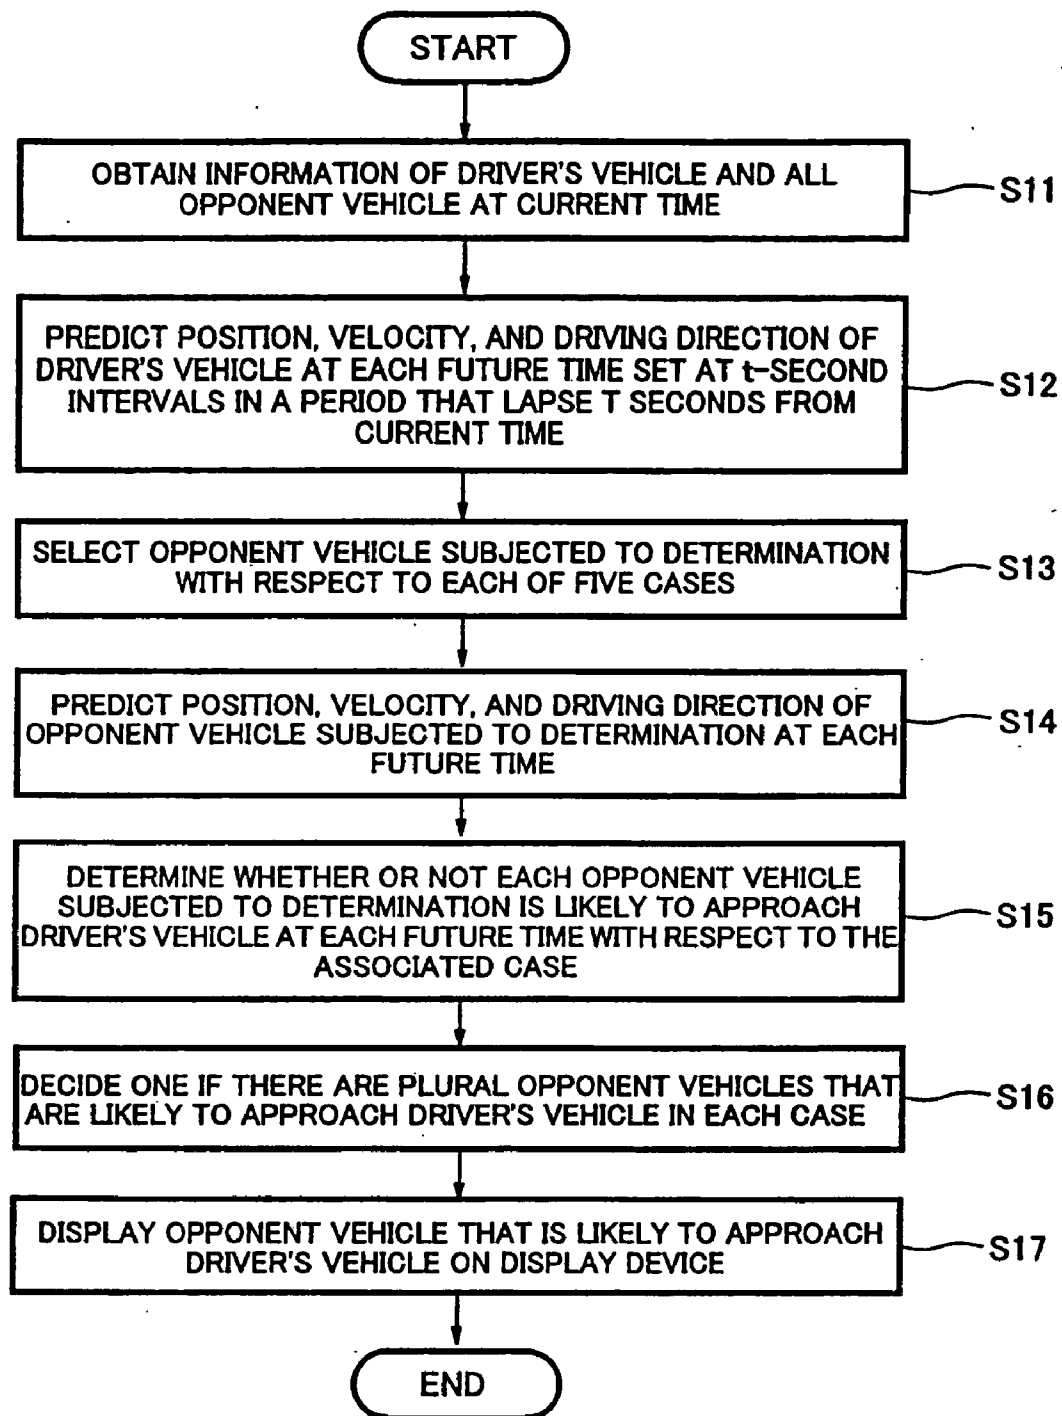 START
OBTAIN INFORMATION OF DRIVER'S VEHICLE AND ALL
OPPONENT VEHICLE AT CURRENT TIME
S11
PREDICT POSITION, VELOCITY, AND DRIVING DIRECTION OF
DRIVER'S VEHICLE AT EACH FUTURE TIME SET AT t-SECOND
INTERVALS IN A PERIOD THAT LAPSE T SECONDS FROM
CURRENT TIME
S12
SELECT OPPONENT VEHICLE SUBJECTED TO DETERMINATION
WITH RESPECT TO EACH OF FIVE CASES
S13
PREDICT POSITION, VELOCITY, AND DRIVING DIRECTION OF
OPPONENT VEHICLE SUBJECTED TO DETERMINATION AT EACH
FUTURE TIME
S14
DETERMINE WHETHER OR NOT EACH OPPONENT VEHICLE
SUBJECTED TO DETERMINATION IS LIKELY TO APPROACH
DRIVER'S VEHICLE AT EACH FUTURE TIME WITH RESPECT TO THE
ASSOCIATED CASE
S15
DECIDE ONE IF THERE ARE PLURAL OPPONENT VEHICLES THAT
ARE LIKELY TO APPROACH DRIVER'S VEHICLE IN EACH CASE
S16
DISPLAY OPPONENT VEHICLE THAT IS LIKELY TO APPROACH
DRIVER'S VEHICLE ON DISPLAY DEVICE
S17
END